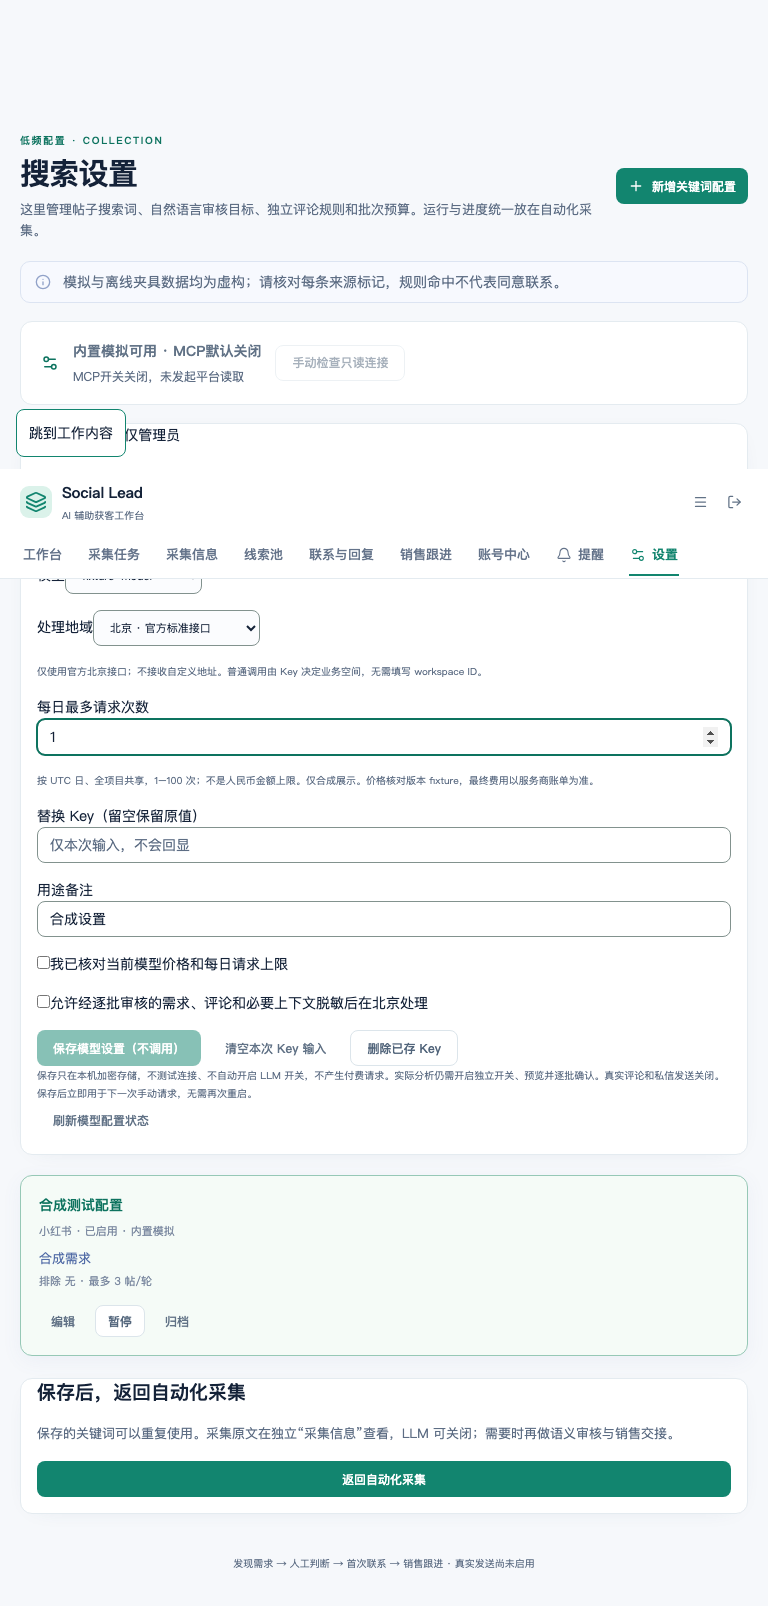 低频配置 · COLLECTION
搜索设置
这里管理帖子搜索词、自然语言审核目标、独立评论规则和批次预算。运行与进度统一放在自动化采
集。
新增关键词配置
模拟与离线夹具数据均为虚构；请核对每条来源标记，规则命中不代表同意联系。
内置模拟可用 · MCP默认关闭
MCP开关关闭，未发起平台读取
手动检查只读连接
跳到工作内容
仅管理员
Social Lead
AI 辅助获客工作台
工作台 采集任务 采集信息 线索池 联系与回复 销售跟进 账号中心 提醒 设置
处理地域 北京 · 官方标准接口
仅使用官方北京接口；不接收自定义地址。普通调用由 Key 决定业务空间，无需填写 workspace ID。
每日最多请求次数
1
按 UTC 日、全项目共享，1—100 次；不是人民币金额上限。仅合成展示。价格核对版本 fixture，最终费用以服务商账单为准。
替换 Key（留空保留原值）
仅本次输入，不会回显
用途备注
合成设置
我已核对当前模型价格和每日请求上限
允许经逐批审核的需求、评论和必要上下文脱敏后在北京处理
保存模型设置（不调用） 清空本次 Key 输入 删除已存 Key
保存只在本机加密存储，不测试连接、不自动开启 LLM 开关，不产生付费请求。实际分析仍需开启独立开关、预览并逐批确认。真实评论和私信发送关闭。
保存后立即用于下一次手动请求，无需再次重启。
刷新模型配置状态
合成测试配置
小红书 · 已启用 · 内置模拟
合成需求
排除 无 · 最多 3 帖/轮
编辑 暂停 归档
保存后，返回自动化采集
保存的关键词可以重复使用。采集原文在独立“采集信息”查看，LLM 可关闭；需要时再做语义审核与销售交接。
返回自动化采集
发现需求 → 人工判断 → 首次联系 → 销售跟进 · 真实发送尚未启用